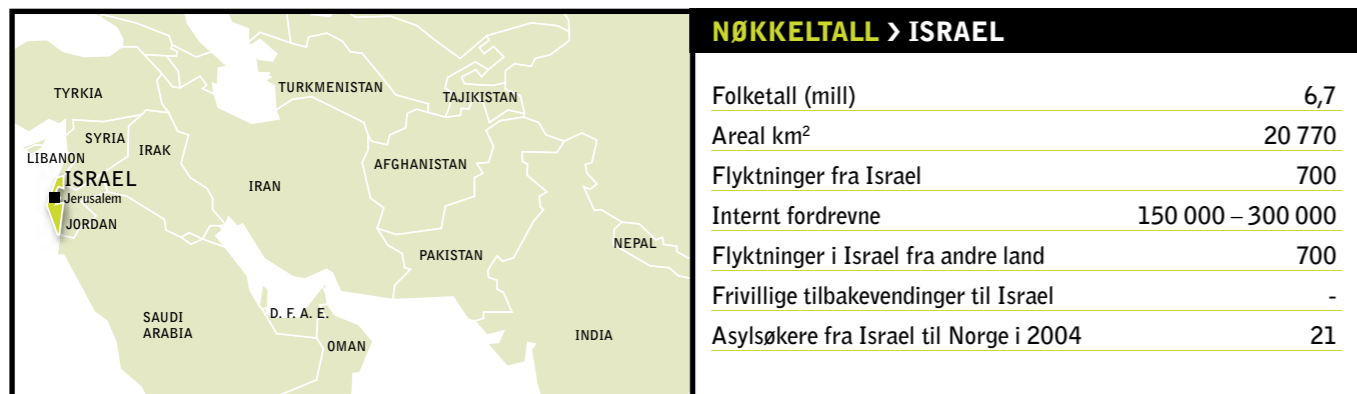 TYRKIA
TURKMENISTAN
TAJIKISTAN
SYRIA
IRAK
LIBANON
AFGHANISTAN
ISRAEL
IRAN
Jerusalem
JORDAN
NEPAL
PAKISTAN
SAUDI
ARABIA
D. F. A. E.
OMAN
INDIA
NØKKELTALL › ISRAEL
Folketall (mill) 6,7
Areal km² 20 770
Flyktninger fra Israel 700
Internt fordrevne 150 000 – 300 000
Flyktninger i Israel fra andre land 700
Frivillige tilbakevendinger til Israel -
Asylsøkere fra Israel til Norge i 2004 21